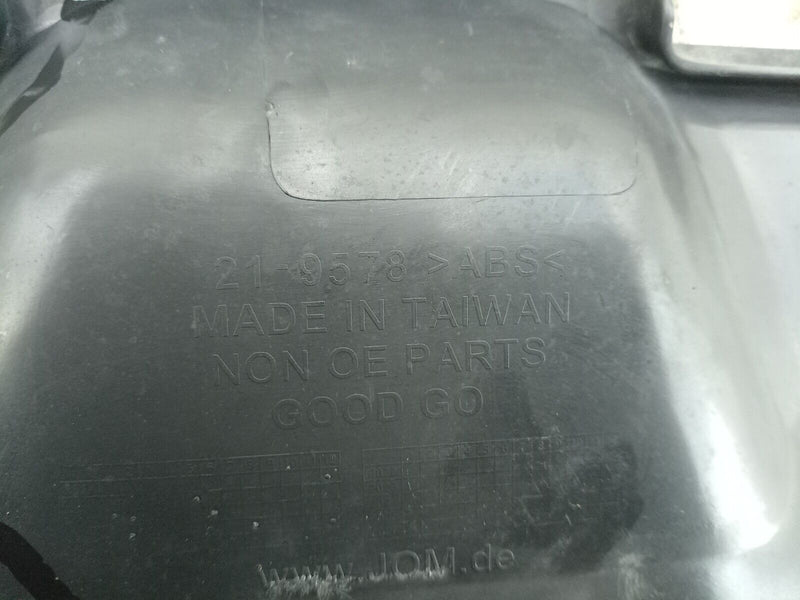 21-9578 >ABS<
MADE IN TAIWAN
NON OE PARTS
GOOD GO
www.JOM.de